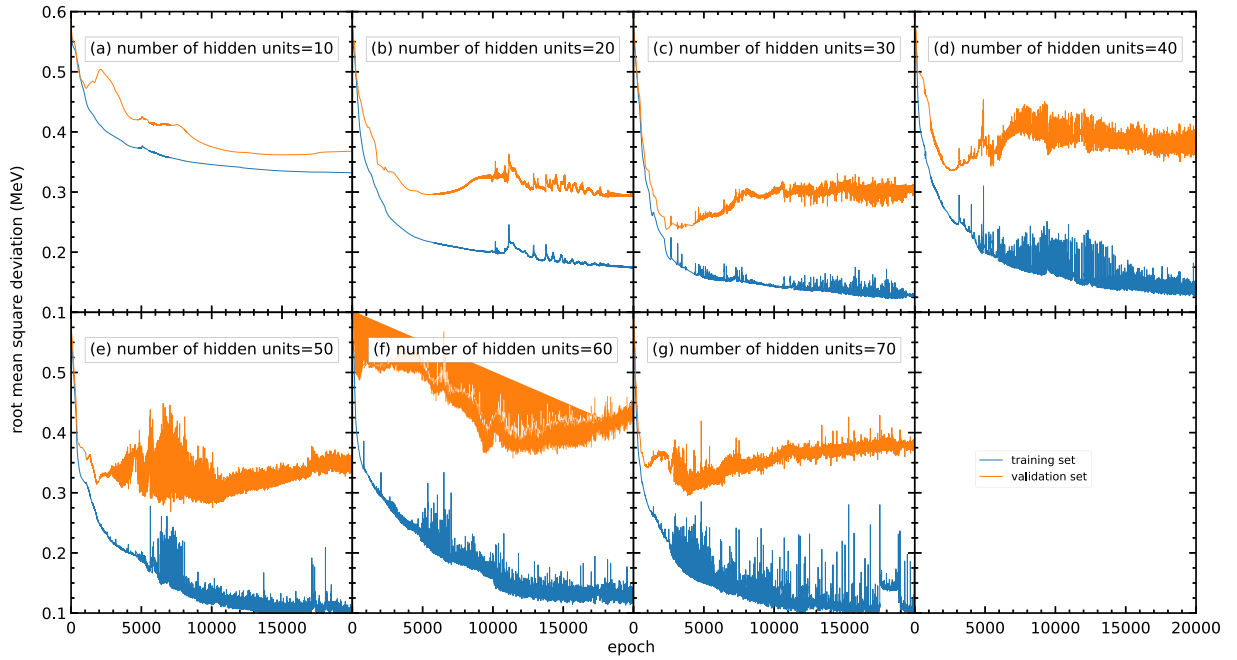 0.6
(a) number of hidden units=10
(b) number of hidden units=20
(c) number of hidden units=30
(d) number of hidden units=40
0.5
0.4
0.3
0.2
0.1
root mean square deviation (MeV)
(e) number of hidden units=50
(f) number of hidden units=60
(g) number of hidden units=70
0.5
0.4
training set
validation set
0.3
0.2
0.1
0 5000 10000 15000 0 5000 10000 15000 0 5000 10000 15000 0 5000 10000 15000 20000
epoch